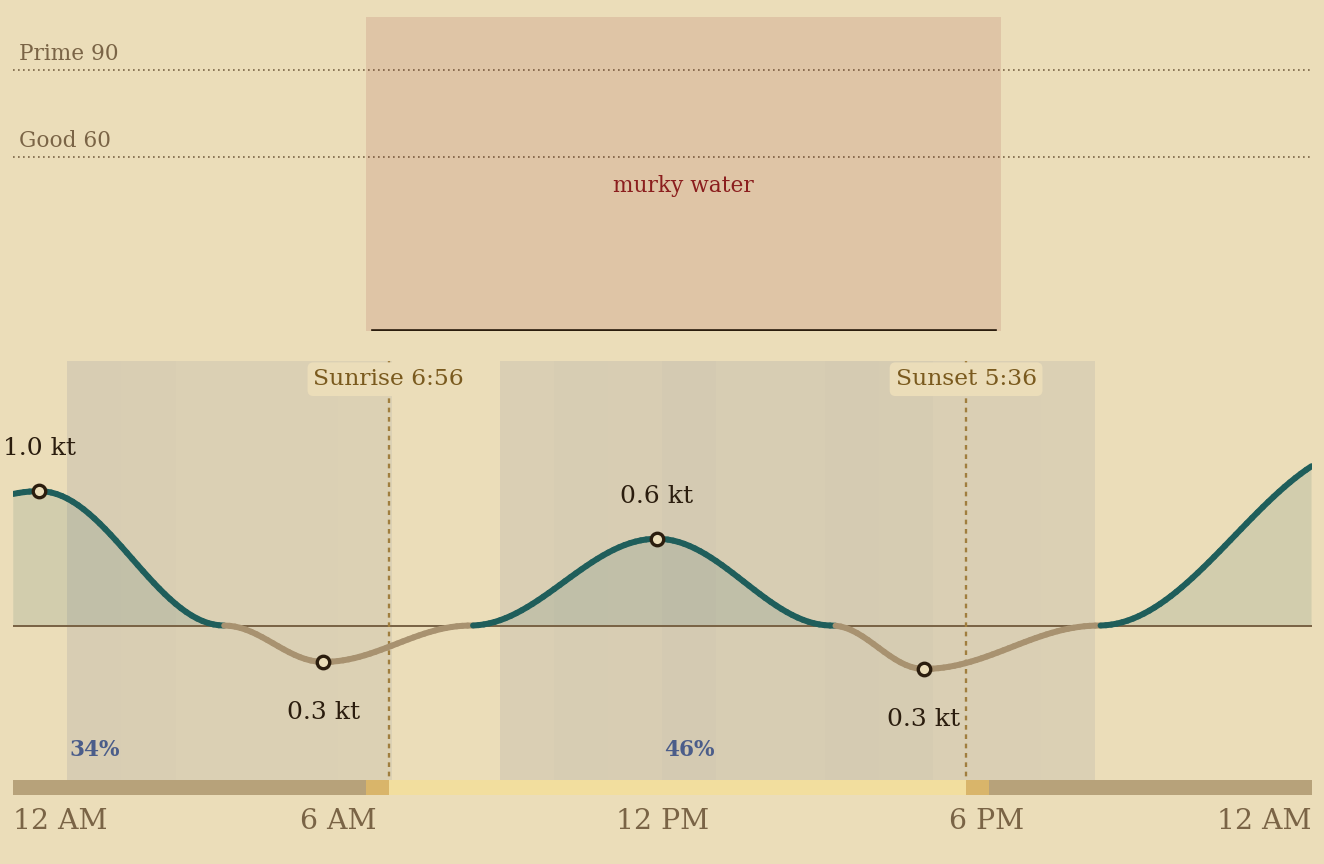 Prime 90
Good 60
murky water
Sunrise 6:56
Sunset 5:36
1.0 kt
0.6 kt
0.3 kt
0.3 kt
34%
46%
12 AM
6 AM
12 PM
6 PM
12 AM